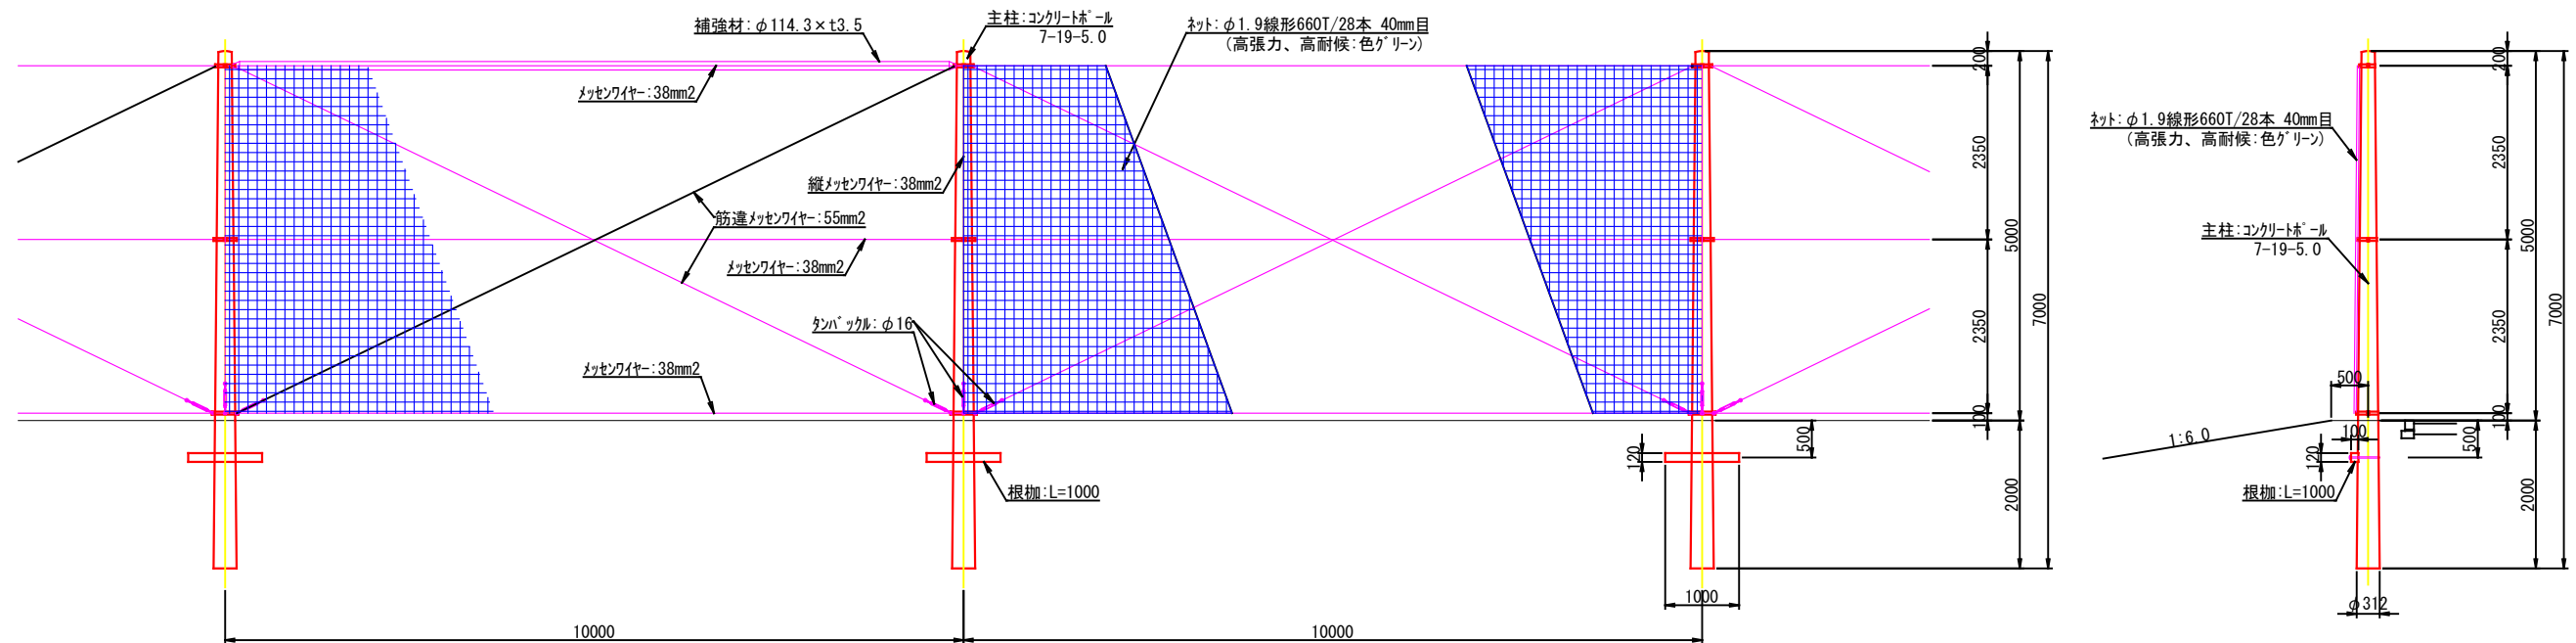 補強材:φ114.3×t3.5
主柱:コンクリートポール
7-19-5.0
ネット:φ1.9線形660T/28本 40mm目
(高張力、高耐候:色グリーン)
メッセンワイヤー:38mm2
縦メッセンワイヤー:38mm2
筋違メッセンワイヤー:55mm2
メッセンワイヤー:38mm2
タンバックル:φ16
メッセンワイヤー:38mm2
根枷:L=1000
120
500
1000
10000
10000
200
2350
2350
100
5000
2000
7000
ネット:φ1.9線形660T/28本 40mm目
(高張力、高耐候:色グリーン)
主柱:コンクリートポール
7-19-5.0
500
1:6.0
100
120
根枷:L=1000
500
φ312
200
2350
2350
100
5000
2000
7000